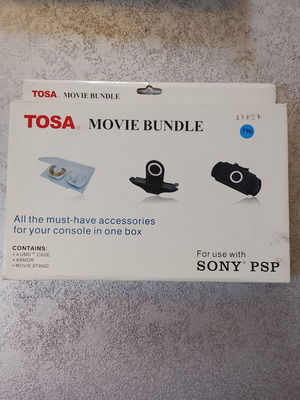 TOSA® MOVIE BUNDLE
TOSA® MOVIE BUNDLE
All the must-have accessories
for your console in one box
CONTAINS:
• 4 UMD™ CASE
• ARMOR
• MOVIE STAND
For use with
SONY® PSP